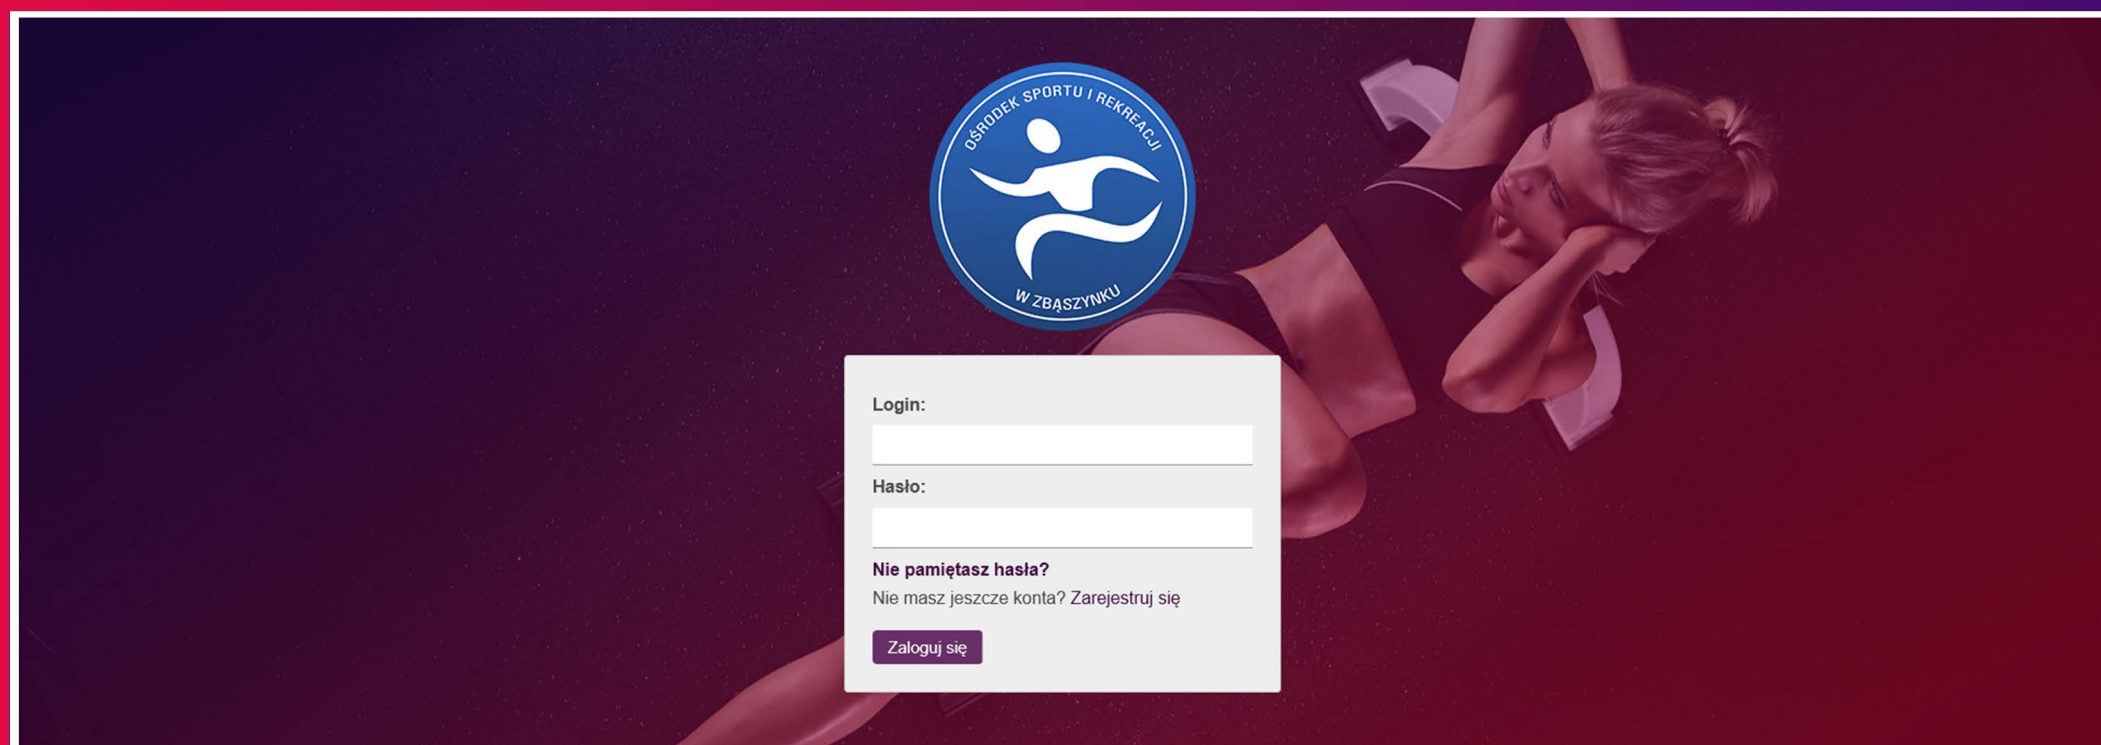 OŚRODEK SPORTU I REKREACJI
W ZBĄSZYNKU
Login:
Hasło:
Nie pamiętasz hasła?
Nie masz jeszcze konta? Zarejestruj się
Zaloguj się